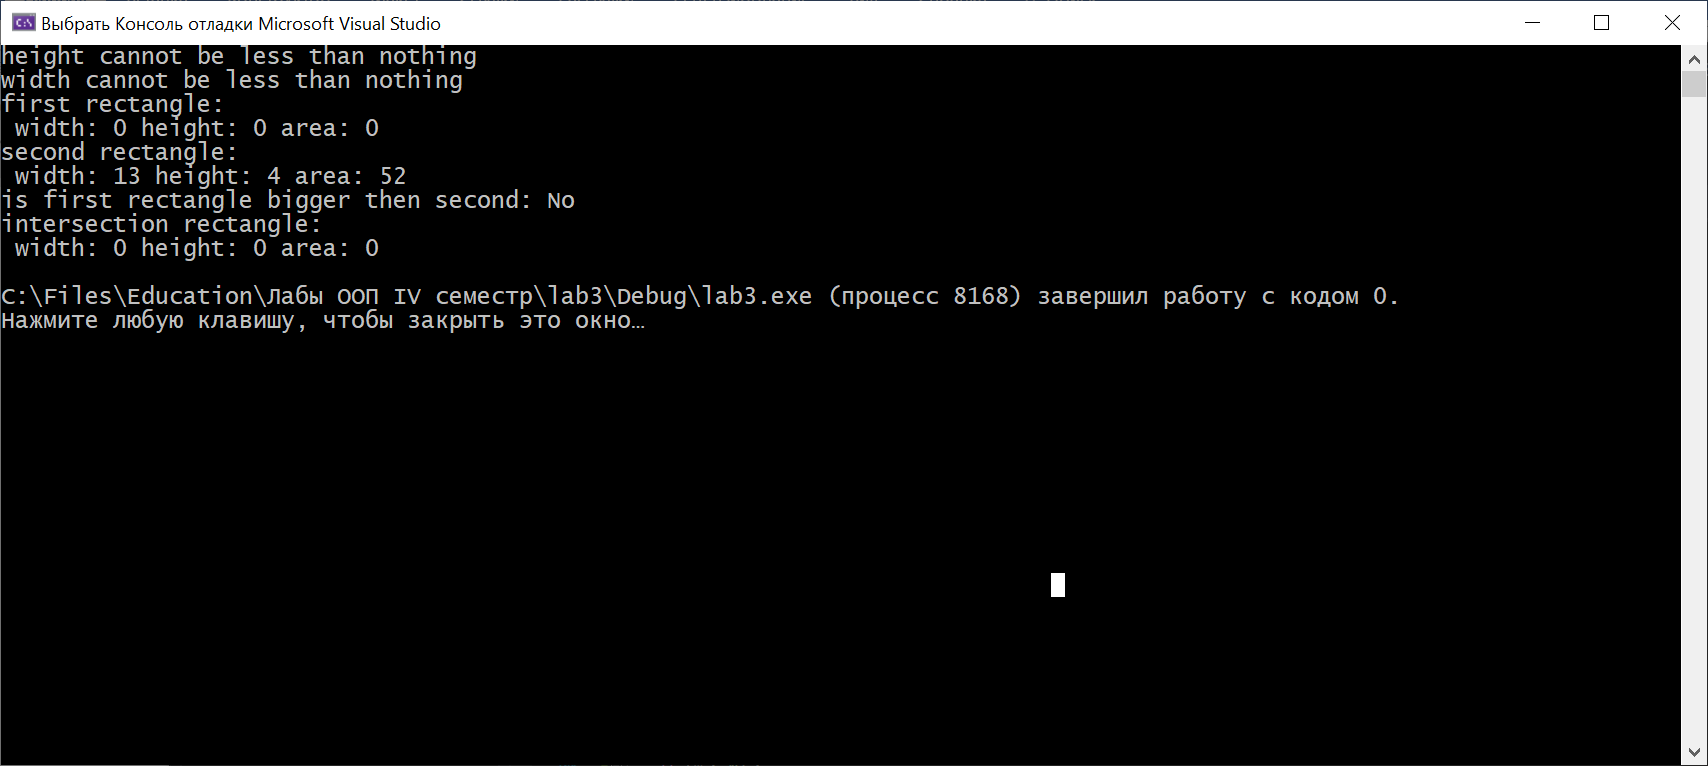 Выбрать Консоль отладки Microsoft Visual Studio
height cannot be less than nothing
width cannot be less than nothing
first rectangle:
 width: 0 height: 0 area: 0
second rectangle:
 width: 13 height: 4 area: 52
is first rectangle bigger then second: No
intersection rectangle:
 width: 0 height: 0 area: 0
C:\Files\Education\Лабы ООП IV семестр\lab3\Debug\lab3.exe (процесс 8168) завершил работу с кодом 0.
Нажмите любую клавишу, чтобы закрыть это окно…